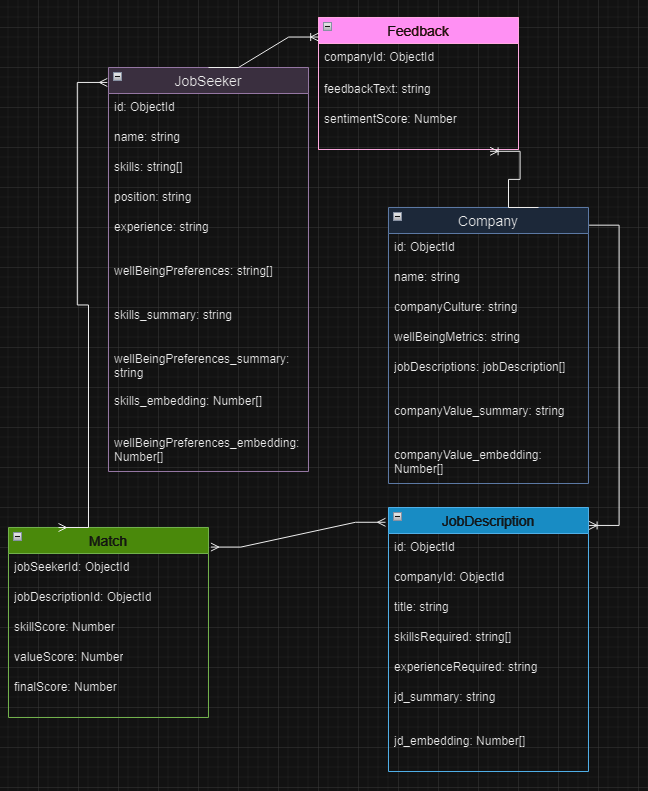 Feedback
companyId: ObjectId
feedbackText: string
sentimentScore: Number
JobSeeker
id: ObjectId
name: string
skills: string[]
position: string
experience: string
wellBeingPreferences: string[]
skills_summary: string
wellBeingPreferences_summary:
string
skills_embedding: Number[]
wellBeingPreferences_embedding:
Number[]
Company
id: ObjectId
name: string
companyCulture: string
wellBeingMetrics: string
jobDescriptions: jobDescription[]
companyValue_summary: string
companyValue_embedding:
Number[]
Match
jobSeekerId: ObjectId
jobDescriptionId: ObjectId
skillScore: Number
valueScore: Number
finalScore: Number
JobDescription
id: ObjectId
companyId: ObjectId
title: string
skillsRequired: string[]
experienceRequired: string
jd_summary: string
jd_embedding: Number[]